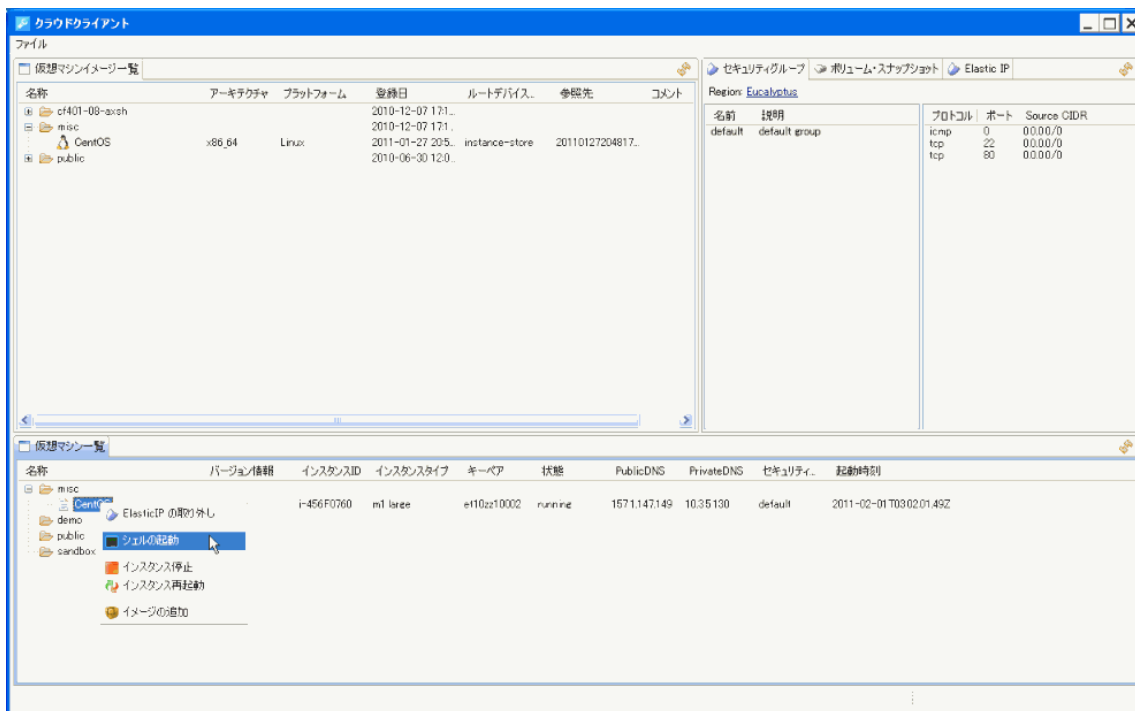 クラウドクライアント
ファイル
仮想マシンイメージ一覧
名称 アーキテクチャ プラットフォーム 登録日 ルートデバイス... 参照先 コメント
cf401-08-axsh 2010-12-07 17:1...
misc 2010-12-07 17:1...
CentOS x86_64 Linux 2011-01-27 20:5... instance-store 20110127204817...
public 2010-06-30 12:0...
セキュリティグループ ボリューム・スナップショット Elastic IP
Region: Eucalyptus
名前 説明
default default group
プロトコル ポート Source CIDR
icmp 0 0.0.0.0/0
tcp 22 0.0.0.0/0
tcp 80 0.0.0.0/0
仮想マシン一覧
名称 バージョン情報 インスタンスID インスタンスタイプ キーペア 状態 PublicDNS PrivateDNS セキュリティ... 起動時刻
misc
CentOS i-456F0760 m1.large et10zz10002 running 157.1.147.149 10.35.130 default 2011-02-01T03:02:01.49Z
demo
public
sandbox
ElasticIP の取り外し
シェルの起動
インスタンス停止
インスタンス再起動
イメージの追加